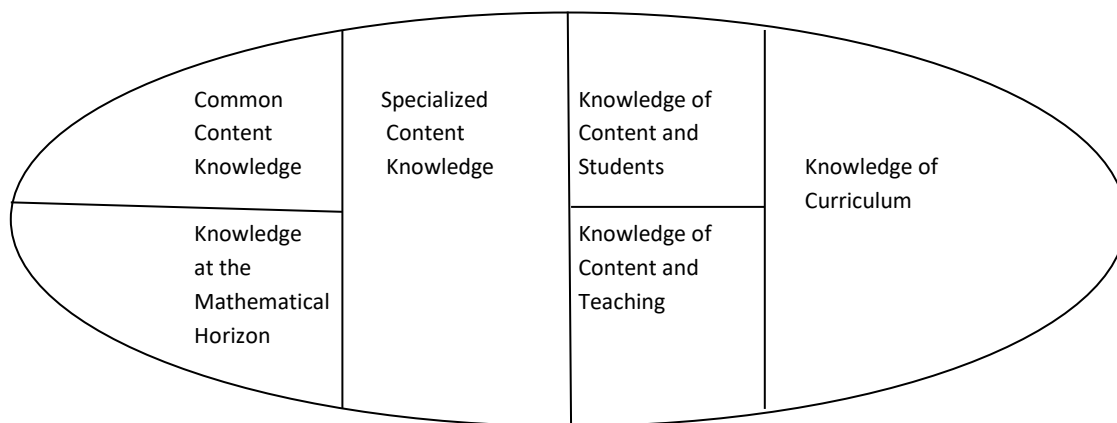 Common
Content
Knowledge
Specialized
Content
Knowledge
Knowledge of
Content and
Students
Knowledge of
Curriculum
Knowledge
at the
Mathematical
Horizon
Knowledge of
Content and
Teaching